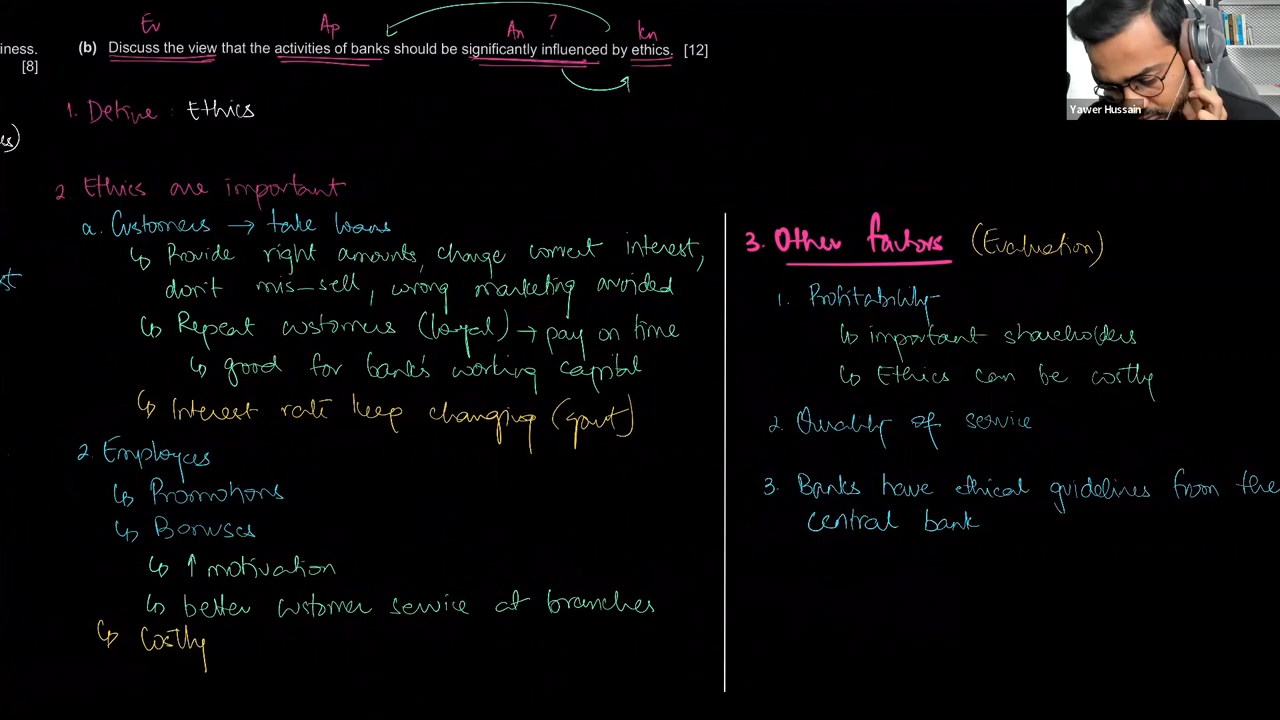 Ev Ap An ? kn
iness. (b) Discuss the view that the activities of banks should be significantly influenced by ethics. [12]
[8]
1. Define : Ethics
es)
2 Ethics are important
a. Customers → take loans
↳ Provide right amounts, change correct interest,
don't mis-sell, wrong marketing avoided
↳ Repeat customers (loyal) → pay on time
↳ good for bank's working capital
↳ Interest rate keep changing (govt)
2. Employees
↳ Promotions
↳ Bonuses
↳ ↑ motivation
↳ better customer service at branches
↳ Costly
st
3. Other factors (Evaluation)
1. Profitability
↳ important shareholders
↳ Ethics can be costly
2. Quality of service
3. Banks have ethical guidelines from the
central bank
Yawer Hussain